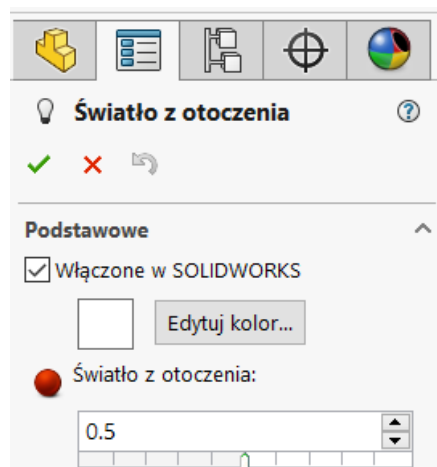 Światło z otoczenia
Podstawowe
Włączone w SOLIDWORKS
Edytuj kolor...
Światło z otoczenia:
0.5